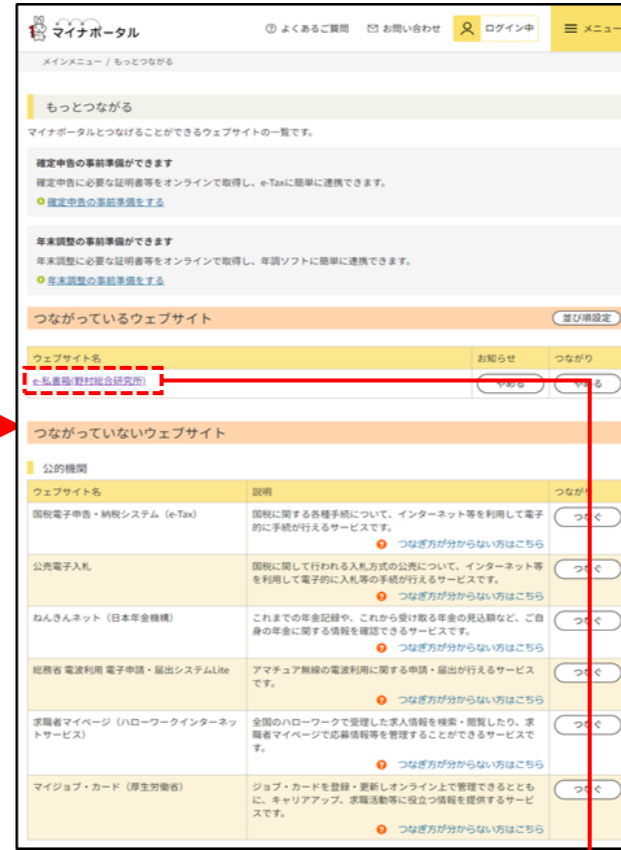 マイナポータル
よくあるご質問
お問い合わせ
ログイン中
メニュー
メインメニュー / もっとつながる
もっとつながる
マイナポータルとつなげることができるウェブサイトの一覧です。
確定申告の事前準備ができます
確定申告に必要な証明書等をオンラインで取得し、e-Taxに簡単に連携できます。
確定申告の事前準備をする
年末調整の事前準備ができます
年末調整に必要な証明書等をオンラインで取得し、年調ソフトに簡単に連携できます。
年末調整の事前準備をする
つながっているウェブサイト
並び順設定
ウェブサイト名 お知らせ つながり
e-私書箱(野村総合研究所) やめる やめる
つながっていないウェブサイト
公的機関
ウェブサイト名 説明 つながり
国税電子申告・納税システム（e-Tax） 国税に関する各種手続について、インターネット等を利用して電子 つなぐ
的に手続が行えるサービスです。
つなぎ方が分からない方はこちら
公売電子入札 国税に関して行われる入札方式の公売について、インターネット等 つなぐ
を利用して電子的に入札等の手続が行えるサービスです。
つなぎ方が分からない方はこちら
ねんきんネット（日本年金機構） これまでの年金記録や、これから受け取る年金の見込額など、ご自 つなぐ
身の年金に関する情報を確認できるサービスです。
つなぎ方が分からない方はこちら
総務省 電波利用 電子申請・届出システムLite アマチュア無線の電波利用に関する申請・届出が行えるサービス つなぐ
です。
つなぎ方が分からない方はこちら
求職者マイページ（ハローワークインターネッ 全国のハローワークで受理した求人情報を検索・閲覧したり、求 つなぐ
トサービス） 職者マイページで応募情報等を管理することができるサービスで
す。
つなぎ方が分からない方はこちら
マイジョブ・カード（厚生労働省） ジョブ・カードを登録・更新しオンライン上で管理できるととも つなぐ
に、キャリアアップ、求職活動等に役立つ情報を提供するサービ
スです。
つなぎ方が分からない方はこちら